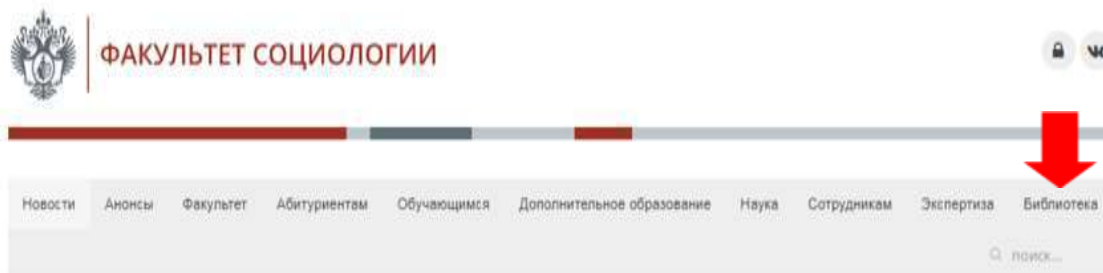 ФАКУЛЬТЕТ СОЦИОЛОГИИ
Новости Анонсы Факультет Абитуриентам Обучающимся Дополнительное образование Наука Сотрудникам Экспертиза Библиотека
поиск...